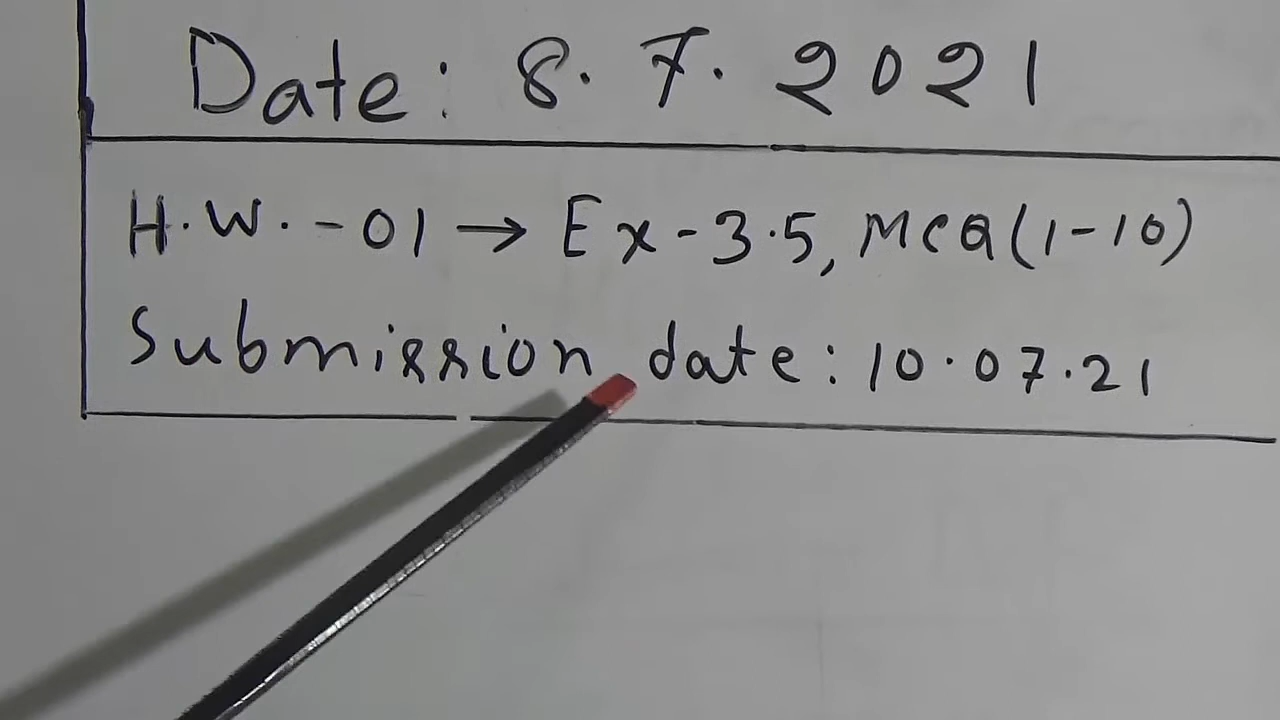 Date: 8.7.2021
H.W.-01 → Ex-3.5, MCQ(1-10)
Submission date: 10.07.21